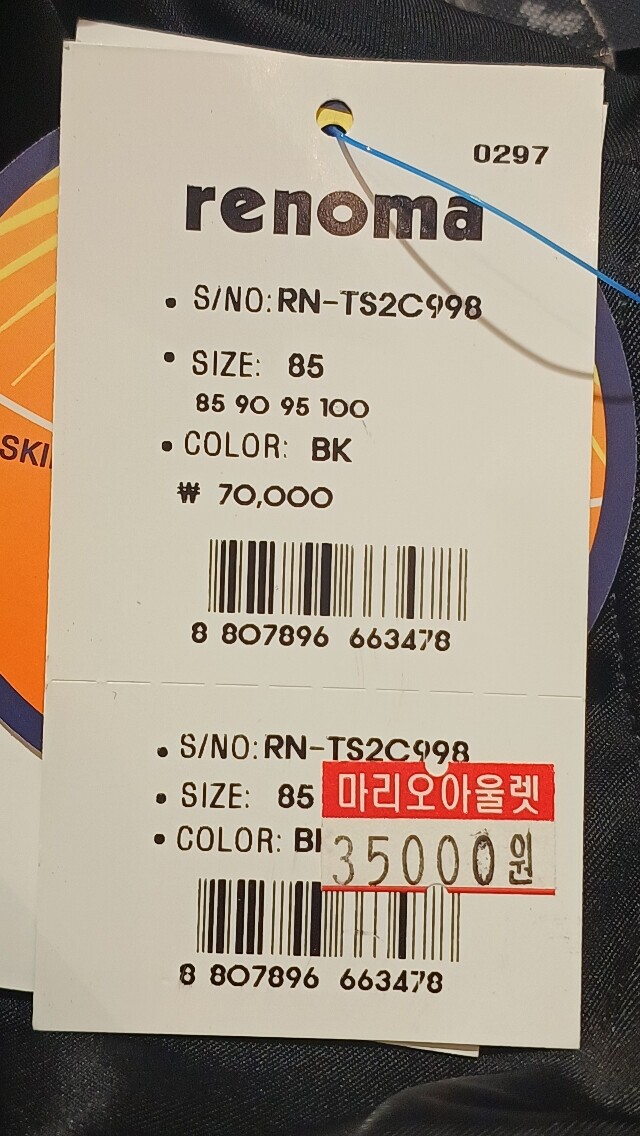 0297
renoma
• S/NO: RN-TS2C998
• SIZE: 85
85 90 95 100
• COLOR: BK
₩ 70,000
8 807896 663478
SKI
• S/NO: RN-TS2C998
• SIZE: 85
마리오아울렛
• COLOR: B
35000원
8 807896 663478